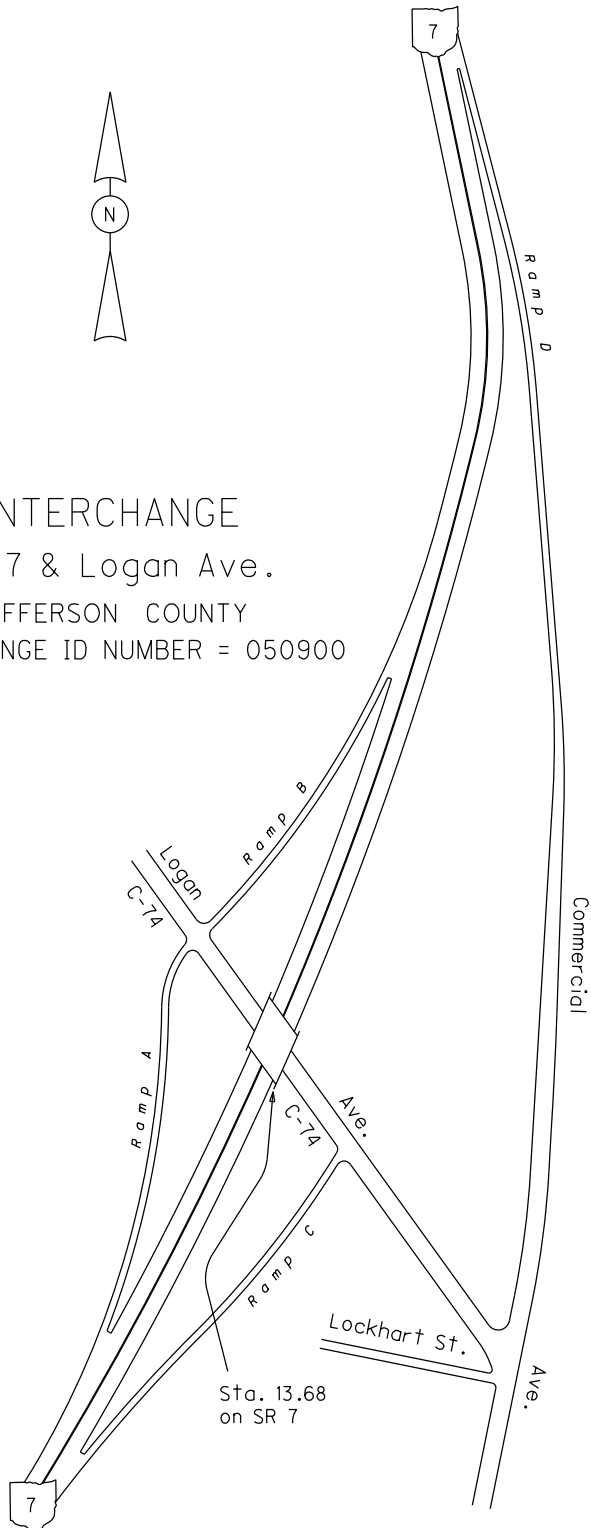 7
N
Ramp D
NTERCHANGE
7 & Logan Ave.
FFERSON COUNTY
NGE ID NUMBER = 050900
Ramp B
Logan
C-74
Commercial
Ramp A
Ave.
C-74
Ramp C
Lockhart St.
Ave.
Sta. 13.68
on SR 7
7